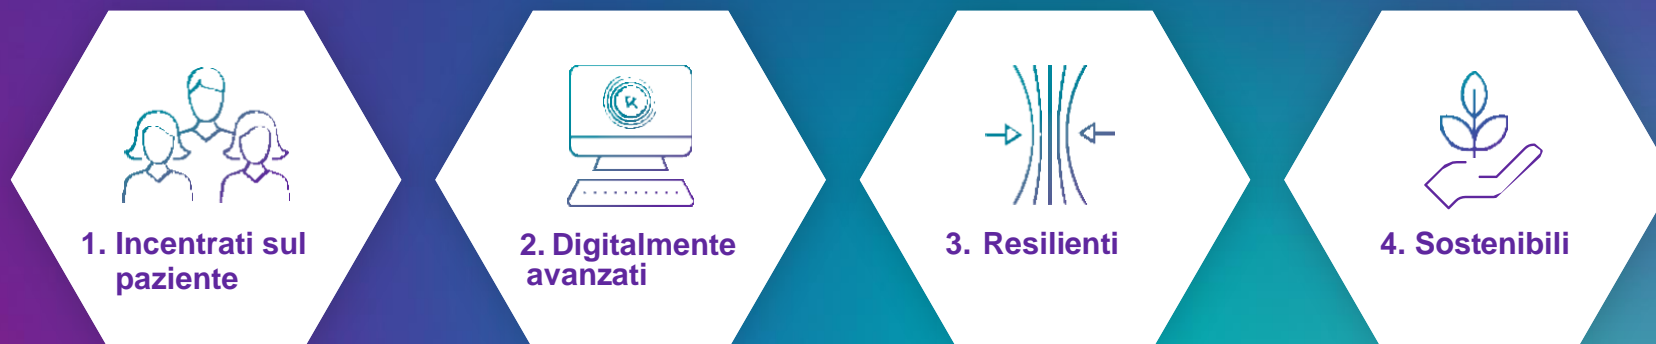 1. Incentrati sul
paziente
2. Digitalmente
avanzati
3. Resilienti
4. Sostenibili